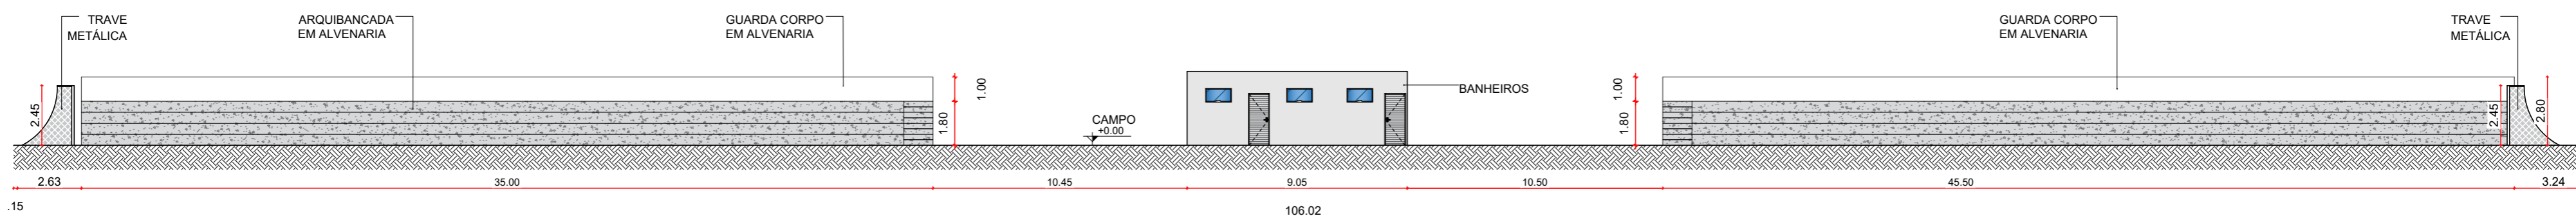 TRAVE
METÁLICA
ARQUIBANCADA
EM ALVENARIA
GUARDA CORPO
EM ALVENARIA
GUARDA CORPO
EM ALVENARIA
TRAVE
METÁLICA
2.45
1.00
1.80
CAMPO
+0.00
BANHEIROS
1.00
1.80
2.45
2.80
2.63
35.00
10.45
9.05
10.50
45.50
3.24
.15
106.02